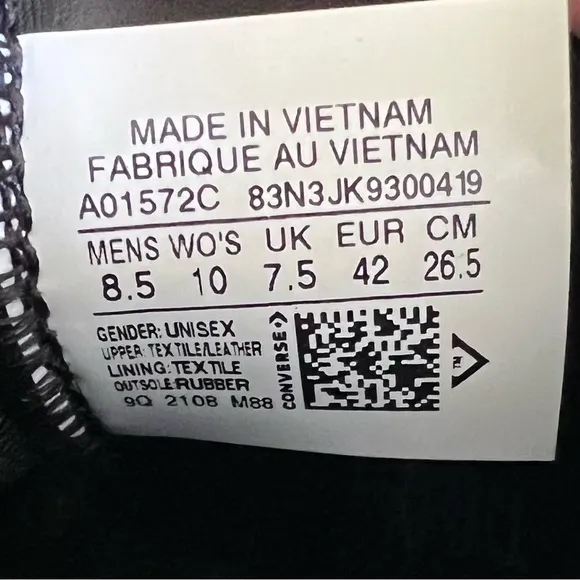 MADE IN VIETNAM
FABRIQUE AU VIETNAM
A01572C 83N3JK9300419
MENS WO'S UK EUR CM
8.5 10 7.5 42 26.5
GENDER: UNISEX
UPPER: TEXTILE/LEATHER
LINING: TEXTILE
OUTSOLE:RUBBER
9Q 2108 M88
CONVERSE
TM